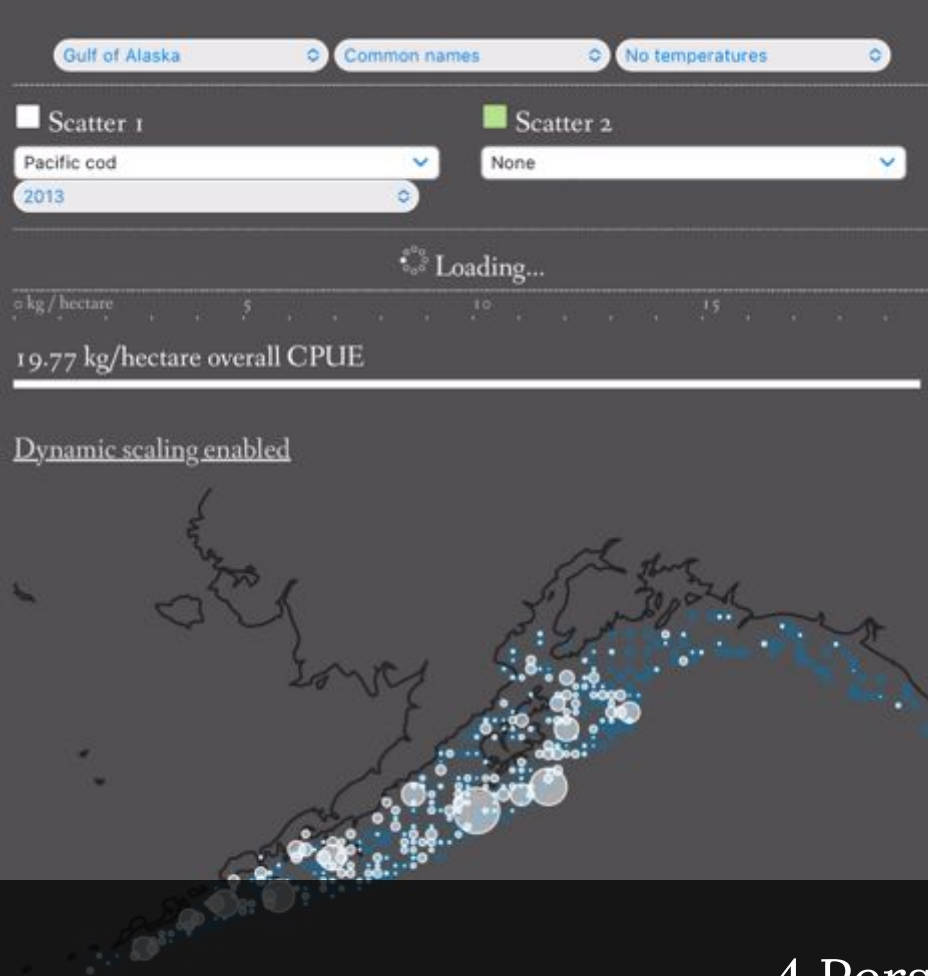 Gulf of Alaska Common names No temperatures
Scatter 1 Scatter 2
Pacific cod None
2013
Loading...
0 kg / hectare 5 10 15
19.77 kg/hectare overall CPUE
Dynamic scaling enabled